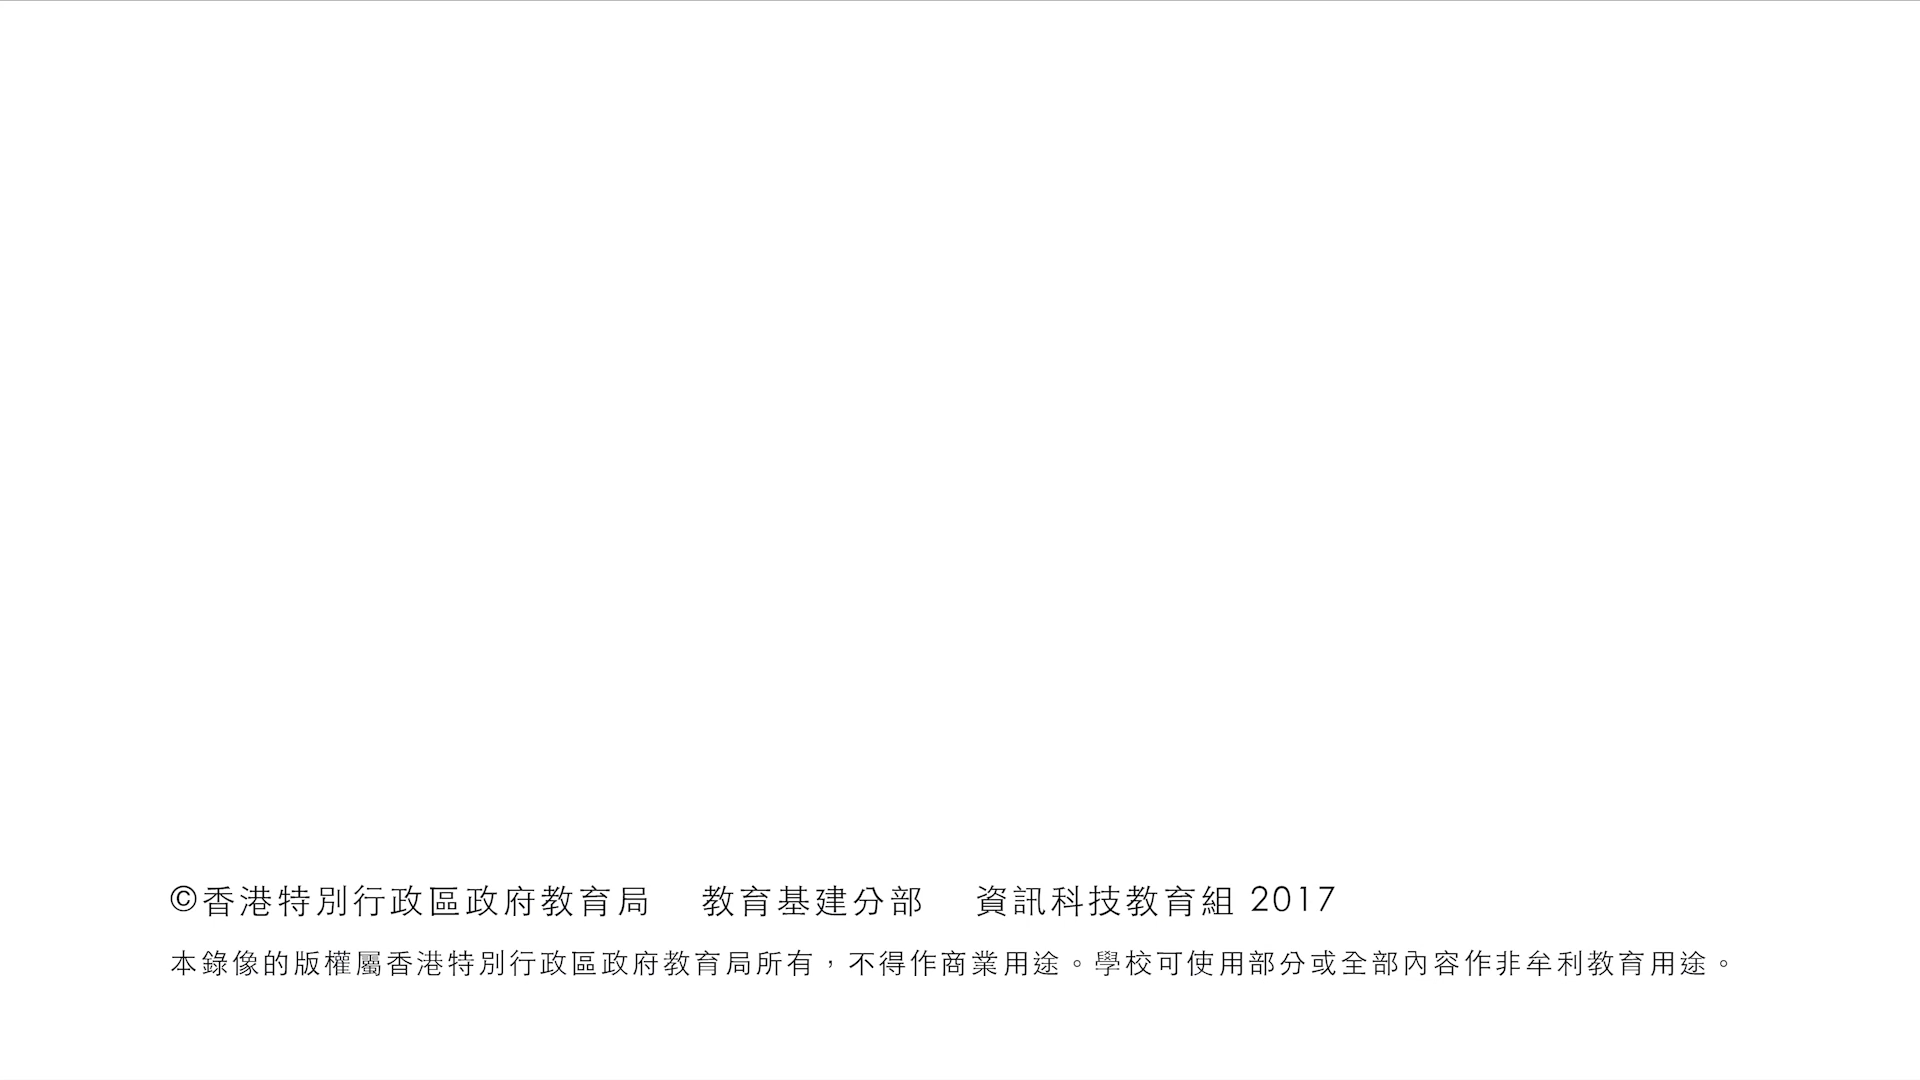 ©香港特別行政區政府教育局　教育基建分部　資訊科技教育組 2017
本錄像的版權屬香港特別行政區政府教育局所有，不得作商業用途。學校可使用部分或全部內容作非牟利教育用途。